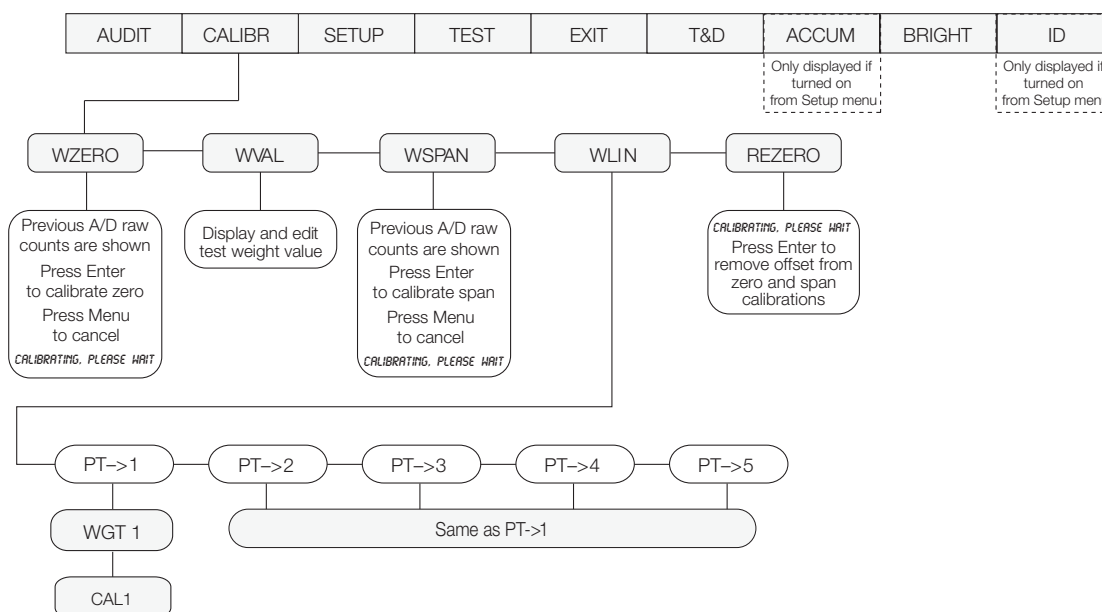 AUDIT
CALIBR
SETUP
TEST
EXIT
T&D
ACCUM
BRIGHT
ID
Only displayed if
turned on
from Setup menu
Only displayed if
turned on
from Setup menu
WZERO
WVAL
WSPAN
WLIN
REZERO
Previous A/D raw
counts are shown
Press Enter
to calibrate zero
Press Menu
to cancel
CALIBRATING, PLEASE WAIT
Display and edit
test weight value
Previous A/D raw
counts are shown
Press Enter
to calibrate span
Press Menu
to cancel
CALIBRATING, PLEASE WAIT
CALIBRATING, PLEASE WAIT
Press Enter to
remove offset from
zero and span
calibrations
PT–>1
PT–>2
PT–>3
PT–>4
PT–>5
WGT 1
Same as PT->1
CAL1